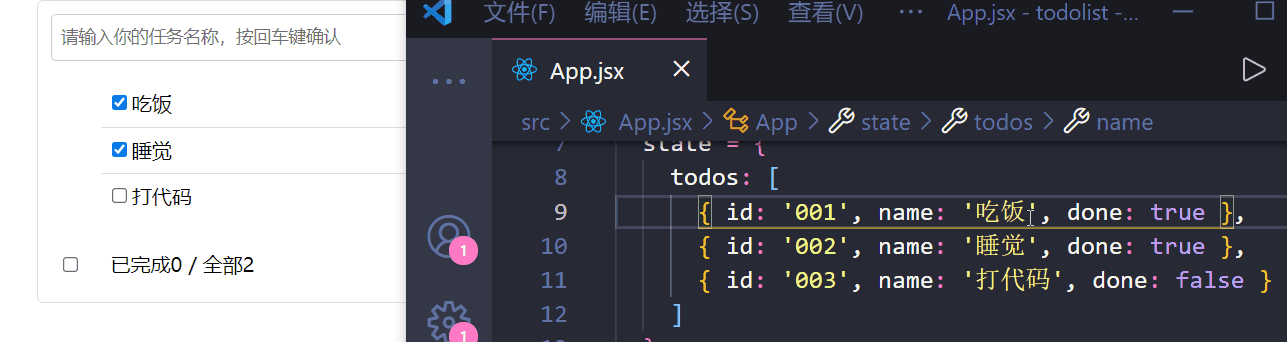 请输入你的任务名称，按回车键确认
吃饭
睡觉
打代码
已完成0 / 全部2
文件(F) 编辑(E) 选择(S) 查看(V) ··· App.jsx - todolist -...
App.jsx
src > App.jsx > App > state > todos > name
7 state = {
8 todos: [
9 { id: '001', name: '吃饭', done: true },
10 { id: '002', name: '睡觉', done: true },
11 { id: '003', name: '打代码', done: false }
12 ]
1
1